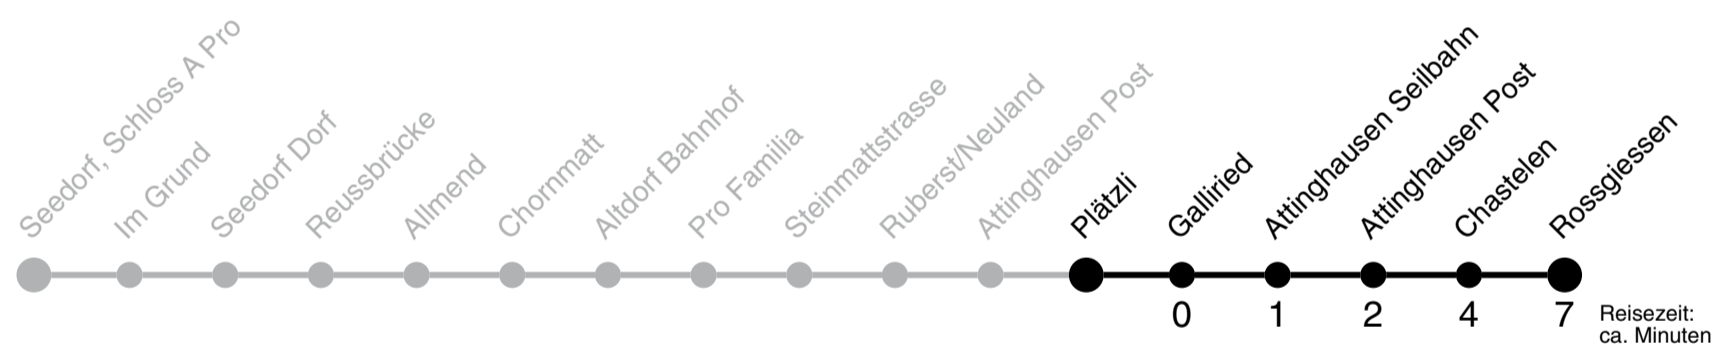 Seedorf, Schloss A Pro
Im Grund
Seedorf Dorf
Reussbrücke
Allmend
Chornmatt
Altdorf Bahnhof
Pro Familia
Steinmattstrasse
Ruberst/Neuland
Attinghausen Post
Plätzli
Galliried
Attinghausen Seilbahn
Attinghausen Post
Chastelen
Rossgiessen
0 1 2 4 7
Reisezeit:
ca. Minuten